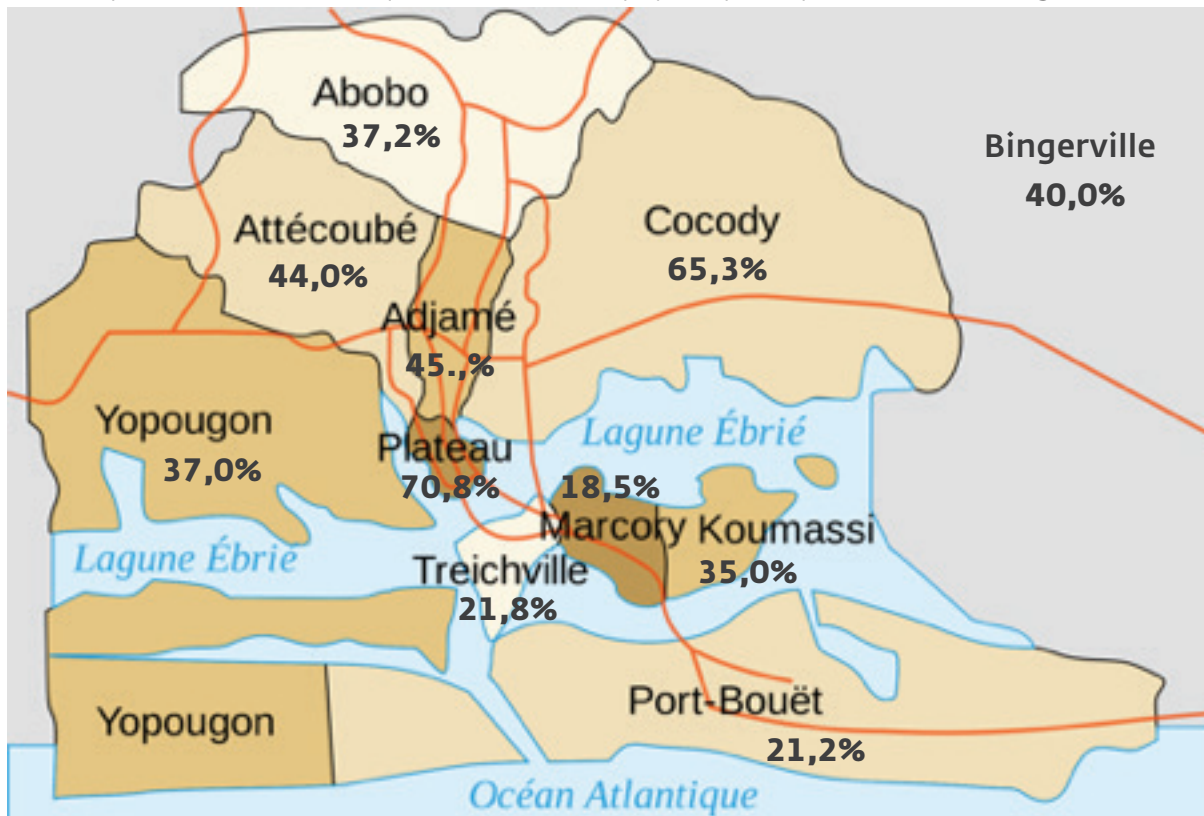 Abobo
37,2%
Bingerville
40,0%
Attécoubé
44,0%
Cocody
65,3%
Adjamé
45.,%
Yopougon
37,0%
Plateau
70,8%
Lagune Ébrié
18,5%
Marcory
Koumassi
35,0%
Lagune Ébrié
Treichville
21,8%
Yopougon
Port-Bouët
21,2%
Océan Atlantique